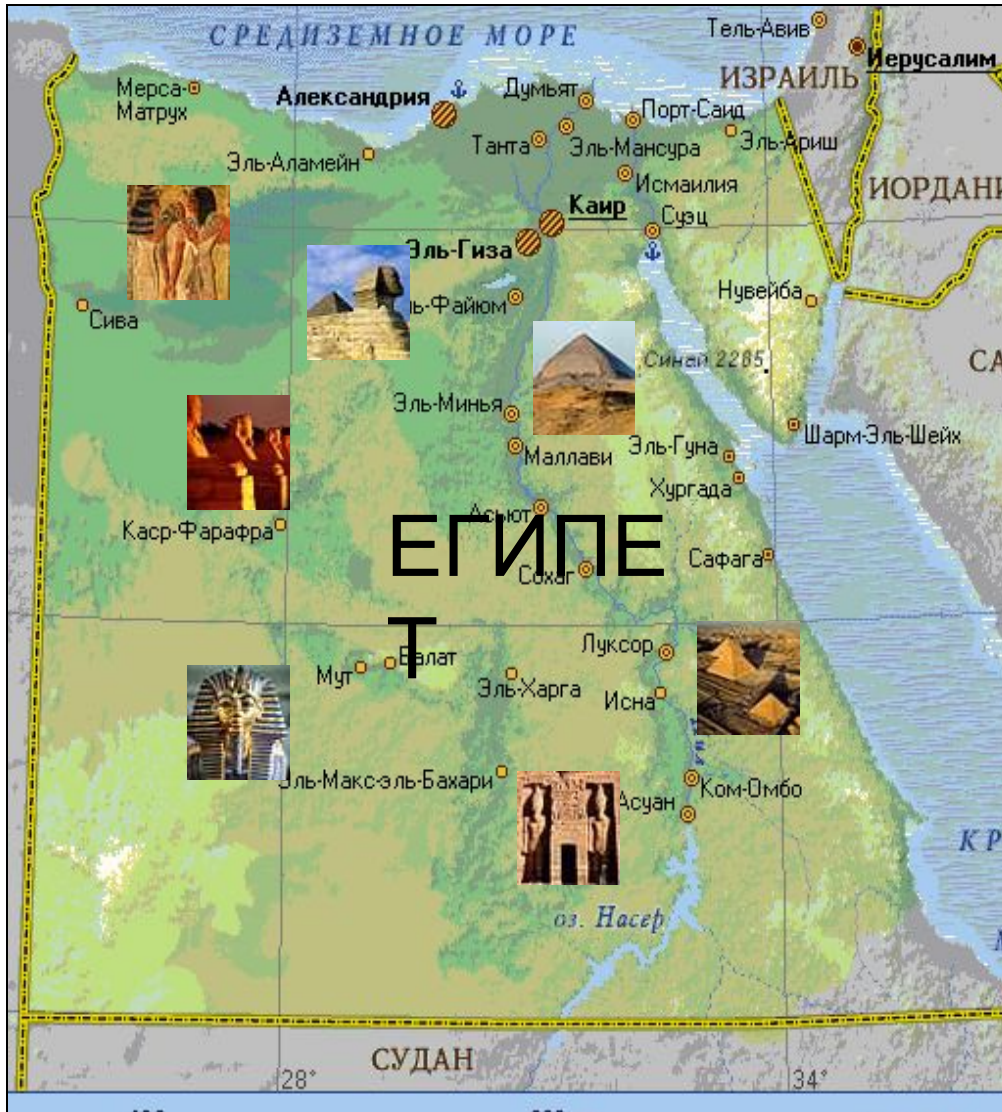 СРЕДИЗЕМНОЕ МОРЕ
Тель-Авив
Иерусалим
ИЗРАИЛЬ
Мерса-
Матрух
Александрия
Думьят
Порт-Саид
Танта
Эль-Мансура
Эль-Ариш
Эль-Аламейн
Исмаилия
ИОРДАНИ
Каир
Суэц
Эль-Гиза
Нувейба
Сива
ль-Файюм
Синай 2285
СА
Эль-Минья
Шарм-Эль-Шейх
Маллави
Эль-Гуна
Хургада
Асьют
Каср-Фарафра
ЕГИПЕ
Т
Сафага
Сохаг
Луксор
Балат
Мут
Эль-Харга
Исна
Эль-Макс-эль-Бахари
Ком-Омбо
Асуан
КР
оз. Насер
СУДАН
28°
34°